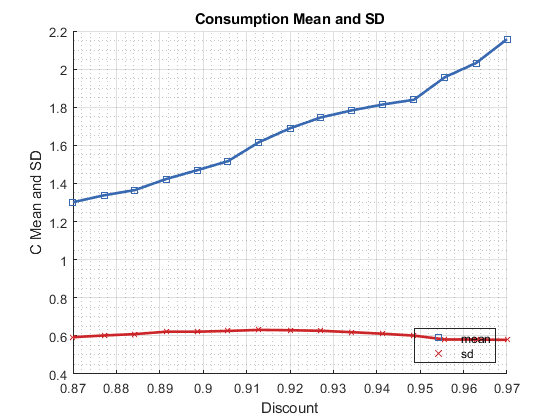 Consumption Mean and SD
2.2
2
1.8
1.6
1.4
1.2
1
0.8
0.6
0.4
C Mean and SD
mean
sd
0.87 0.88 0.89 0.9 0.91 0.92 0.93 0.94 0.95 0.96 0.97
Discount